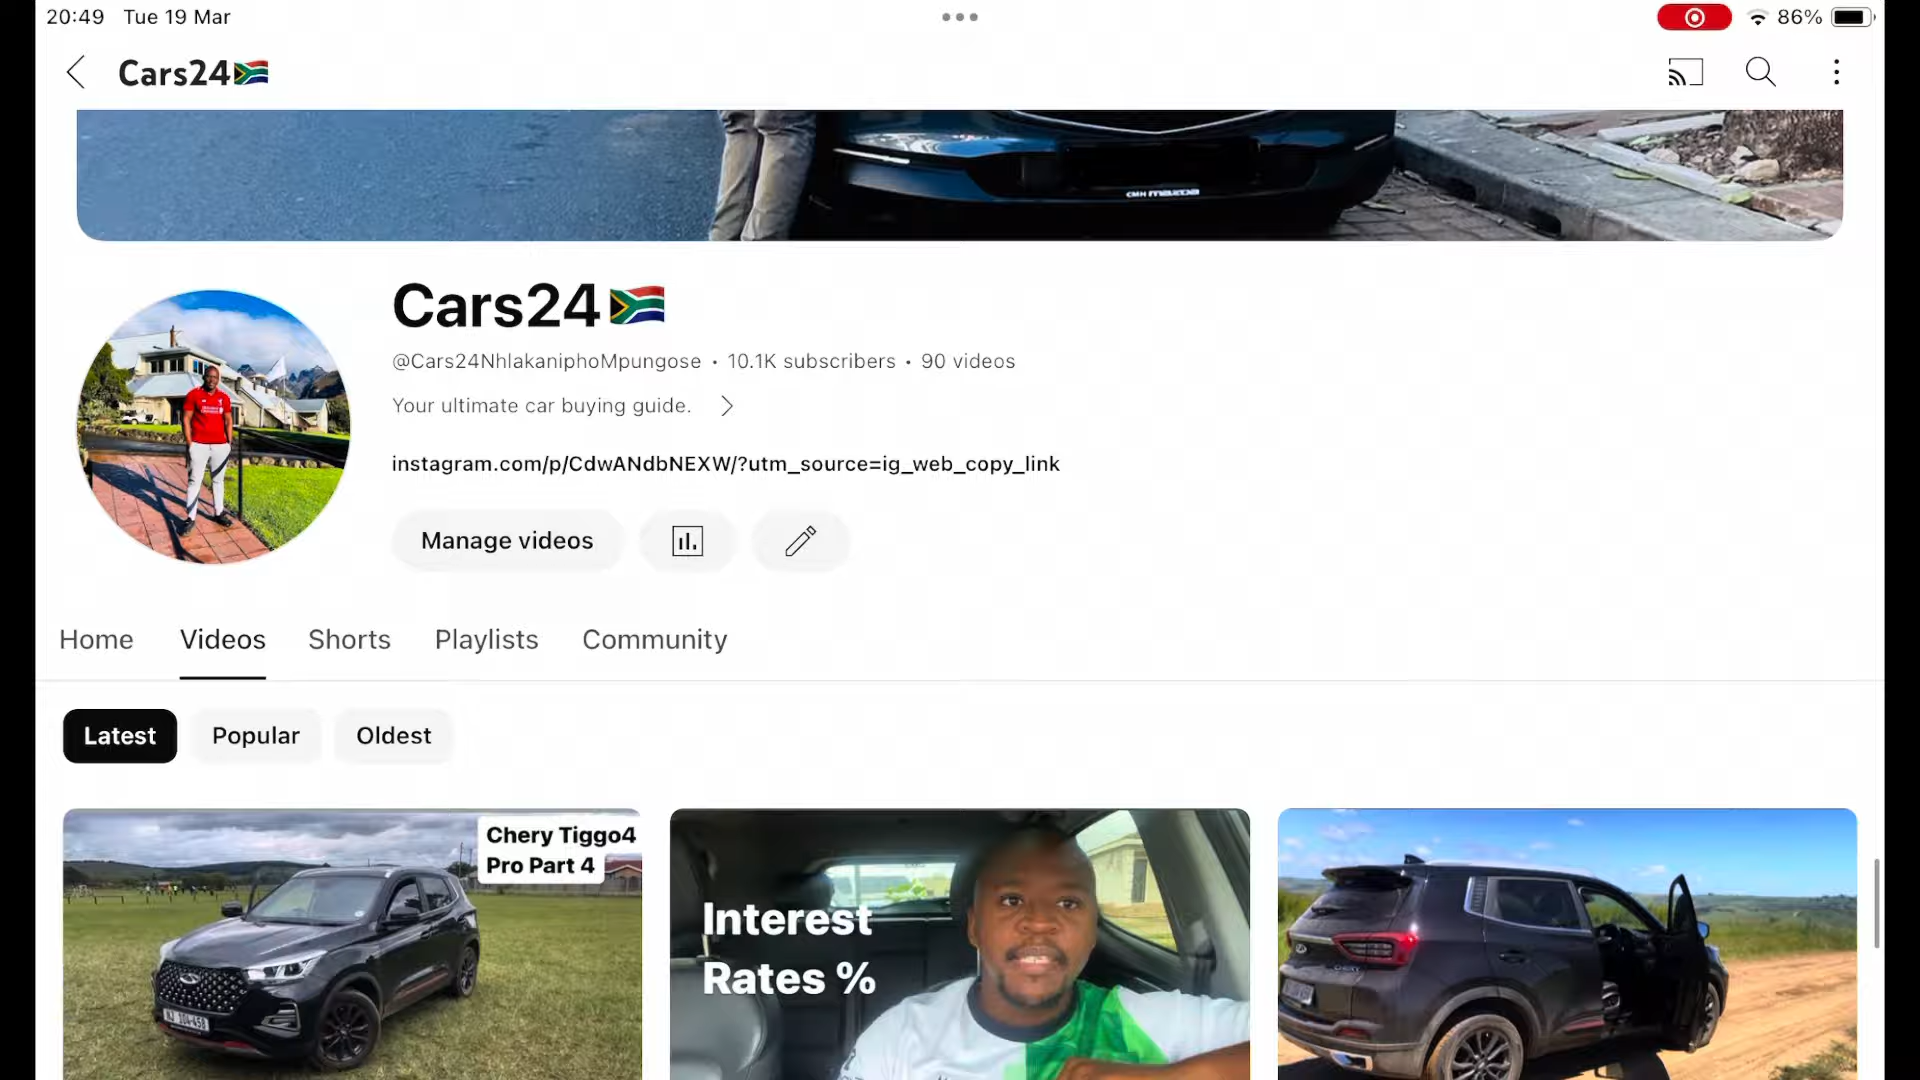 20:49 Tue 19 Mar
86%
Cars24
CMH mazda
Cars24
@Cars24NhlakaniphoMpungose • 10.1K subscribers • 90 videos
Your ultimate car buying guide.
instagram.com/p/CdwANdbNEXW/?utm_source=ig_web_copy_link
Manage videos
Home Videos Shorts Playlists Community
Latest Popular Oldest
Chery Tiggo4
Pro Part 4
Interest
Rates %